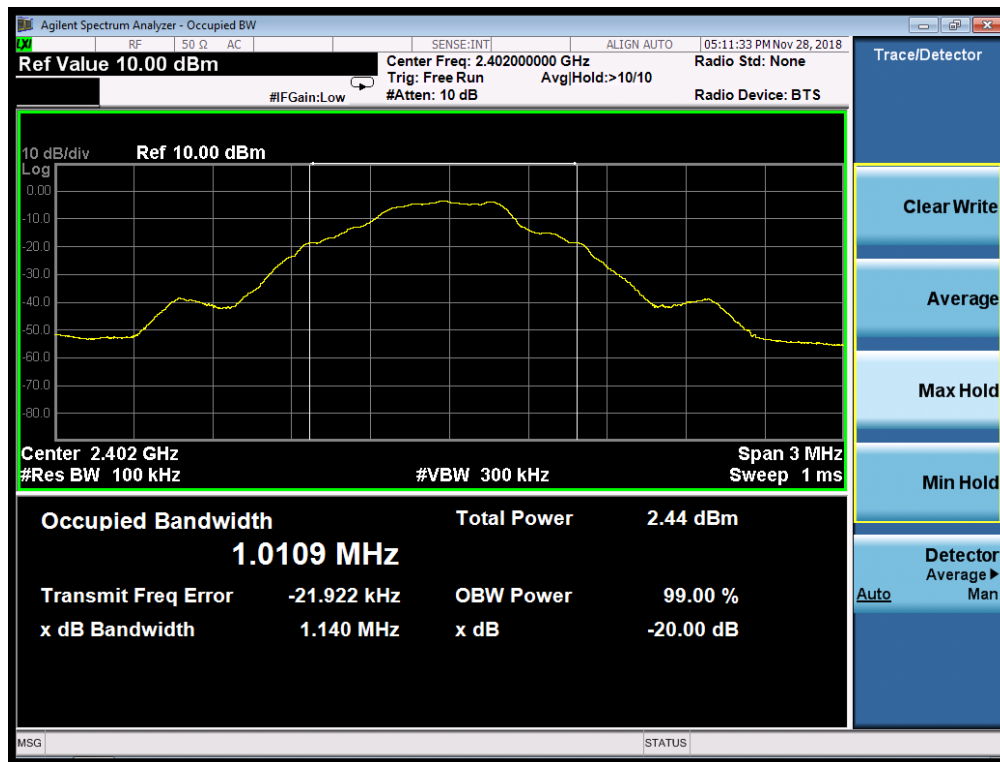 Agilent Spectrum Analyzer - Occupied BW
LXI RF 50 Ω AC SENSE:INT ALIGN AUTO 05:11:33 PM Nov 28, 2018
Ref Value 10.00 dBm
Center Freq: 2.402000000 GHz
Radio Std: None
Trig: Free Run
Avg|Hold:>10/10
#IFGain:Low
#Atten: 10 dB
Radio Device: BTS
10 dB/div
Ref 10.00 dBm
Log
0.00
-10.0
-20.0
-30.0
-40.0
-50.0
-60.0
-70.0
-80.0
Center 2.402 GHz
Span 3 MHz
#Res BW 100 kHz
#VBW 300 kHz
Sweep 1 ms
Occupied Bandwidth
Total Power 2.44 dBm
1.0109 MHz
Transmit Freq Error -21.922 kHz
OBW Power 99.00 %
x dB Bandwidth 1.140 MHz
x dB -20.00 dB
MSG
STATUS
Trace/Detector
Clear Write
Average
Max Hold
Min Hold
Detector
Average
Auto Man